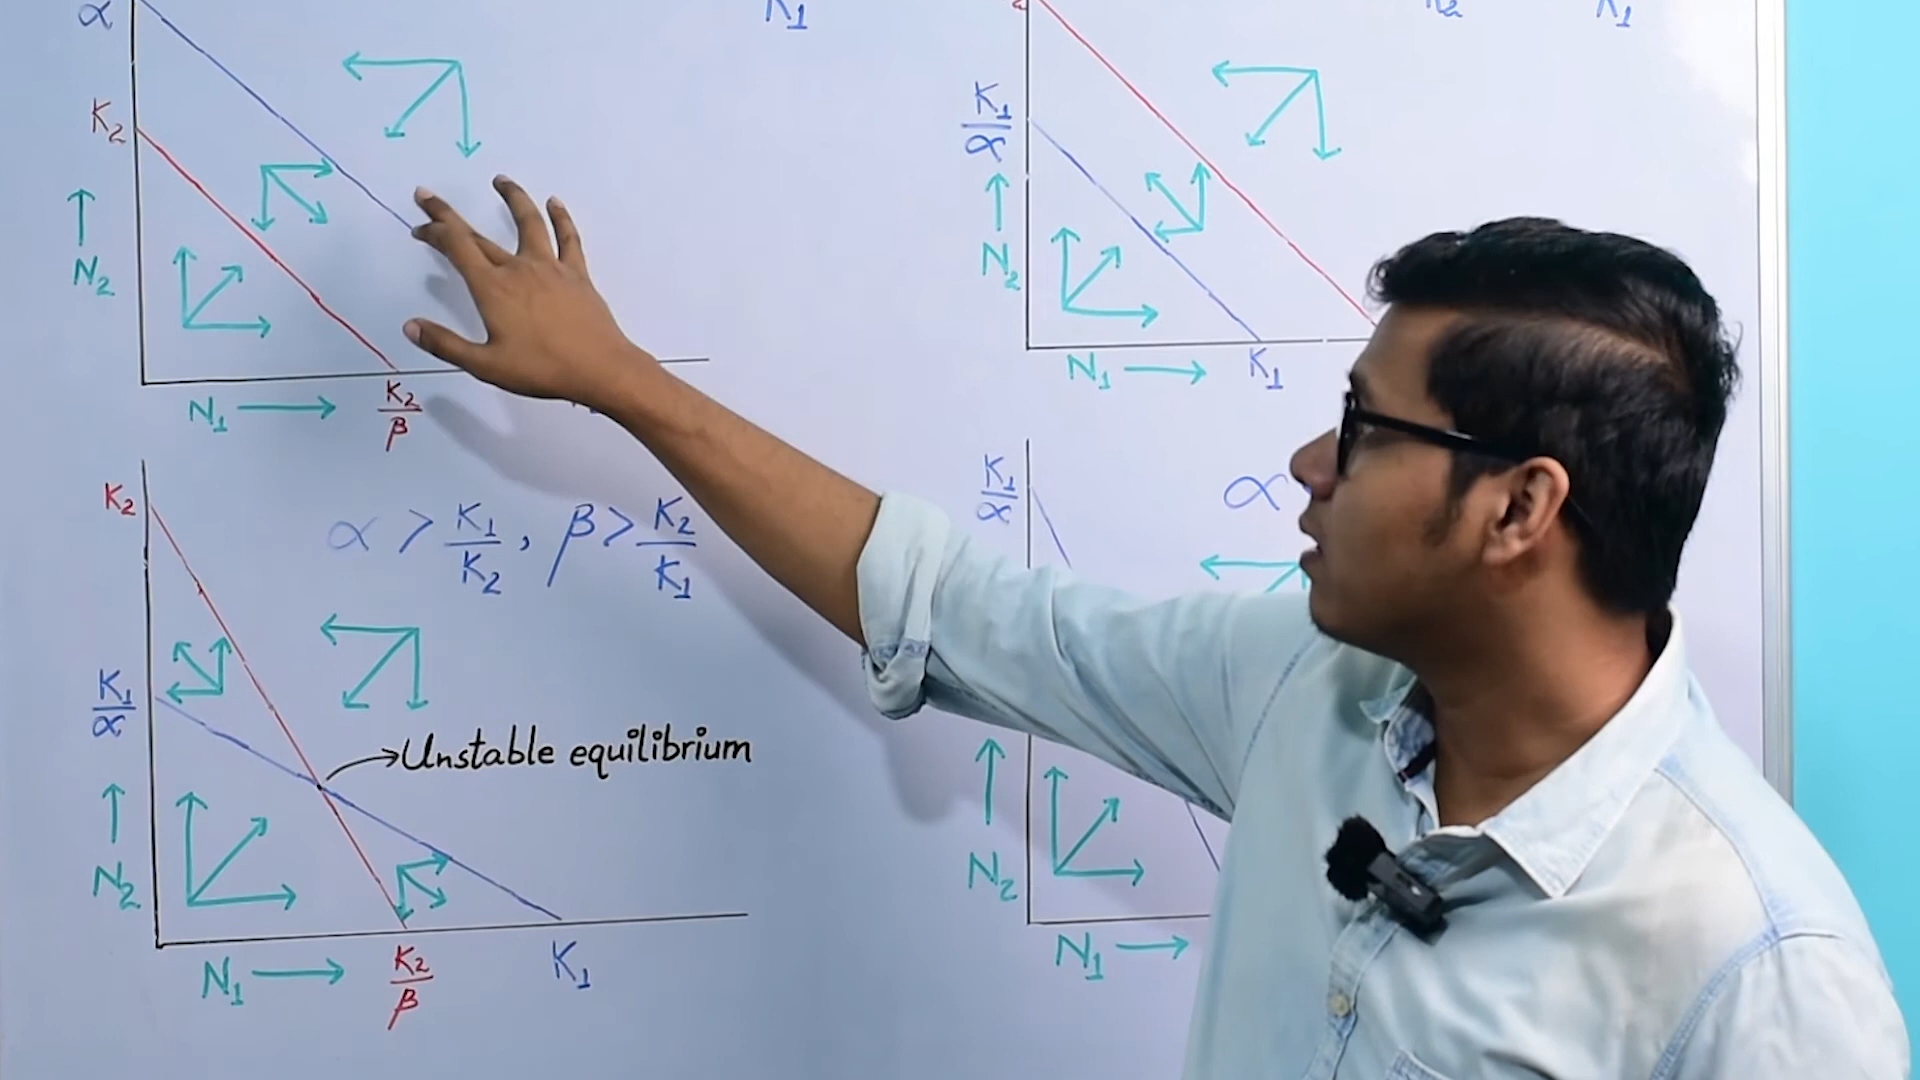 α
K₁
K₂
N₂
N₁
K₂/β
K₁
K₁/α
N₂
N₁
K₁
K₂
α > K₁/K₂, β > K₂/K₁
K₁/α
Unstable equilibrium
N₂
N₁
K₂/β
K₁
K₁/α
α
N₂
N₁